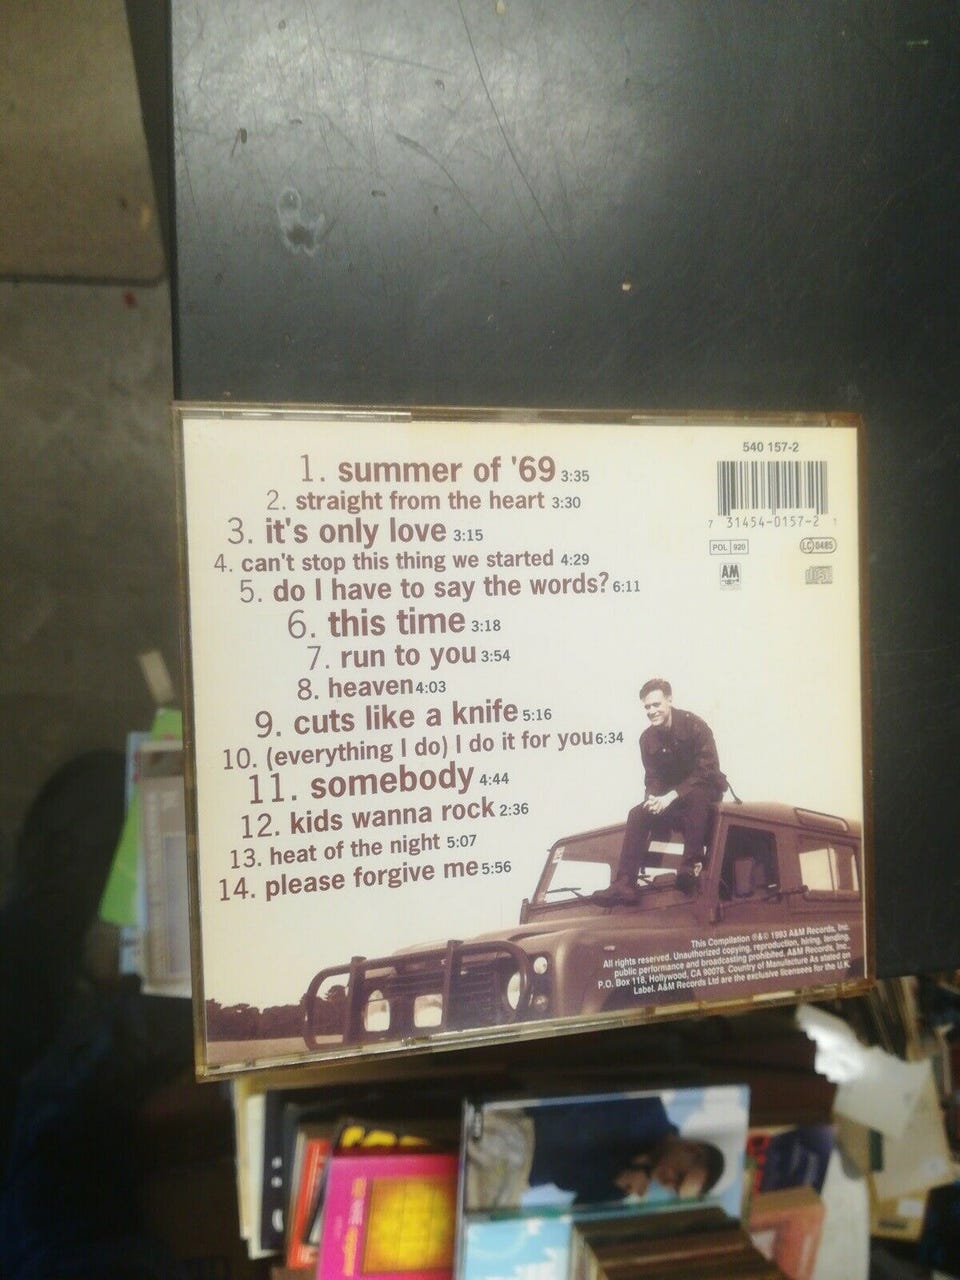 540 157-2
1. summer of '69 3:35
2. straight from the heart 3:30
3. it's only love 3:15
4. can't stop this thing we started 4:29
5. do I have to say the words? 6:11
6. this time 3:18
7. run to you 3:54
8. heaven 4:03
9. cuts like a knife 5:16
10. (everything I do) I do it for you 6:34
11. somebody 4:44
12. kids wanna rock 2:36
13. heat of the night 5:07
14. please forgive me 5:56
7 31454-0157-2 1
POL 920
LC 0485
AM
disc
This Compilation ℗&© 1993 A&M Records, Inc.
All rights reserved. Unauthorized copying, reproduction, hiring, lending,
public performance and broadcasting prohibited. A&M Records, Inc.,
P.O. Box 118, Hollywood, CA 90078. Country of Manufacture As stated on
Label. A&M Records Ltd are the exclusive licensees for the U.K.